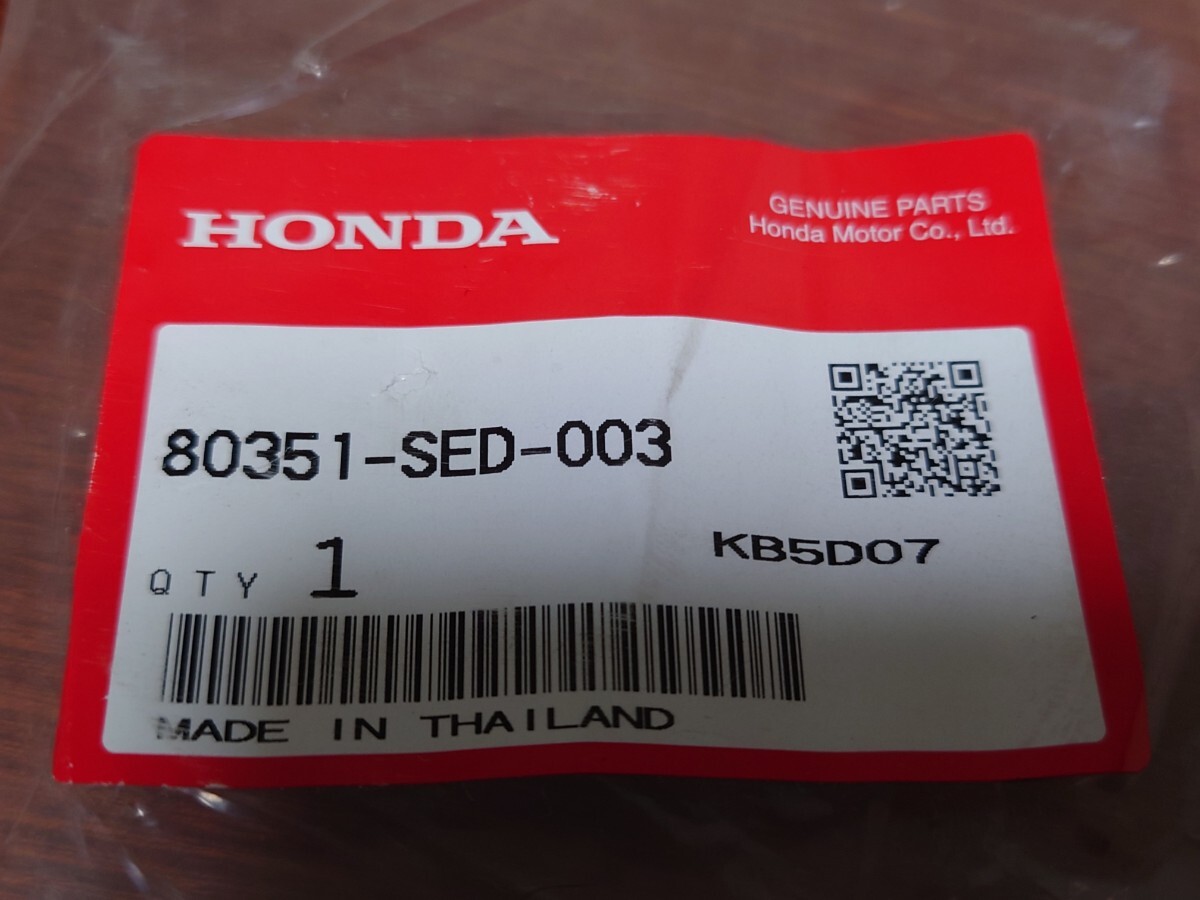 HONDA
GENUINE PARTS
Honda Motor Co., Ltd.
80351-SED-003
KB5D07
QTY 1
MADE IN THAILAND